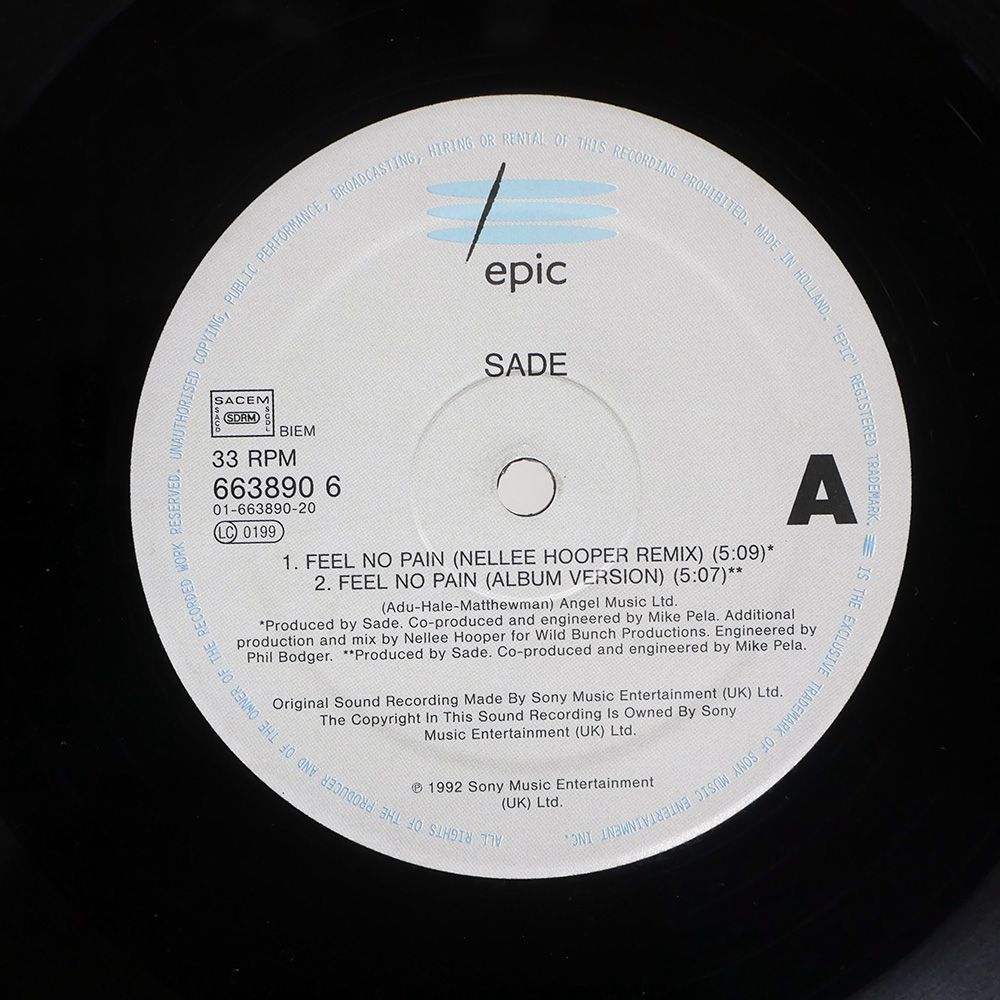 epic
SADE
SACEM
SACD
SDRM
SGDL
BIEM
33 RPM
663890 6
01-663890-20
LC 0199
A
1. FEEL NO PAIN (NELLEE HOOPER REMIX) (5:09)*
2. FEEL NO PAIN (ALBUM VERSION) (5:07)**
(Adu-Hale-Matthewman) Angel Music Ltd.
*Produced by Sade. Co-produced and engineered by Mike Pela. Additional
production and mix by Nellee Hooper for Wild Bunch Productions. Engineered by
Phil Bodger. **Produced by Sade. Co-produced and engineered by Mike Pela.
Original Sound Recording Made By Sony Music Entertainment (UK) Ltd.
The Copyright In This Sound Recording Is Owned By Sony
Music Entertainment (UK) Ltd.
℗ 1992 Sony Music Entertainment
(UK) Ltd.
ALL RIGHTS OF THE PRODUCER AND OF THE OWNER OF THE RECORDED WORK RESERVED. UNAUTHORISED COPYING, PUBLIC PERFORMANCE, BROADCASTING, HIRING OR RENTAL OF THIS RECORDING PROHIBITED. MADE IN HOLLAND. "EPIC" REGISTERED TRADEMARK. IS THE EXCLUSIVE TRADEMARK OF SONY MUSIC ENTERTAINMENT INC.